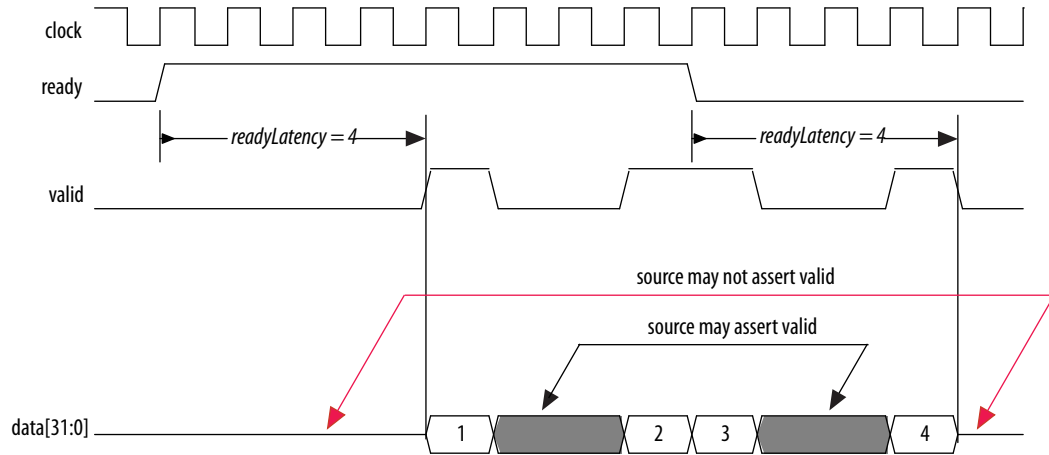 clock
ready
readyLatency = 4 readyLatency = 4
valid
source may not assert valid
source may assert valid
data[31:0] 1 2 3 4